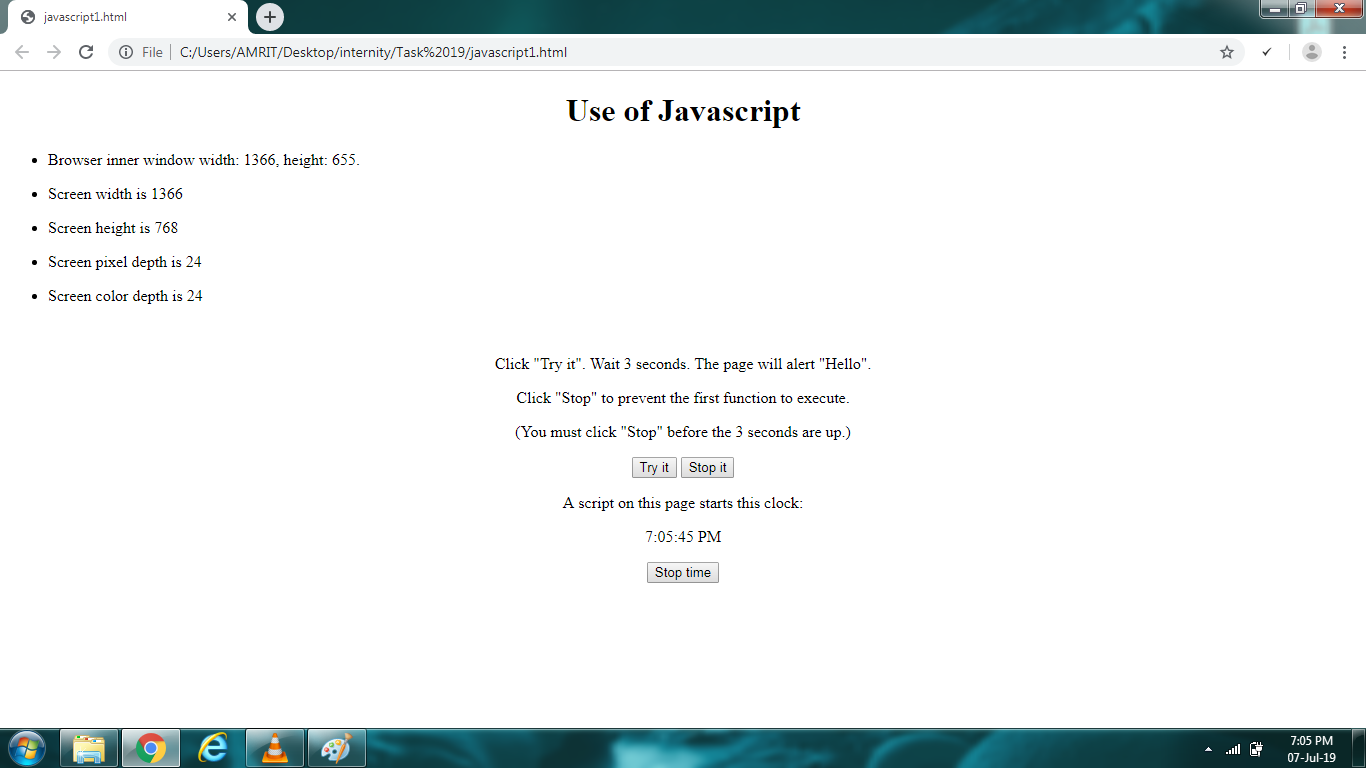 javascript1.html
File
C:/Users/AMRIT/Desktop/internity/Task%2019/javascript1.html
Use of Javascript
Browser inner window width: 1366, height: 655.
Screen width is 1366
Screen height is 768
Screen pixel depth is 24
Screen color depth is 24
Click "Try it". Wait 3 seconds. The page will alert "Hello".
Click "Stop" to prevent the first function to execute.
(You must click "Stop" before the 3 seconds are up.)
Try it Stop it
A script on this page starts this clock:
7:05:45 PM
Stop time
7:05 PM
07-Jul-19